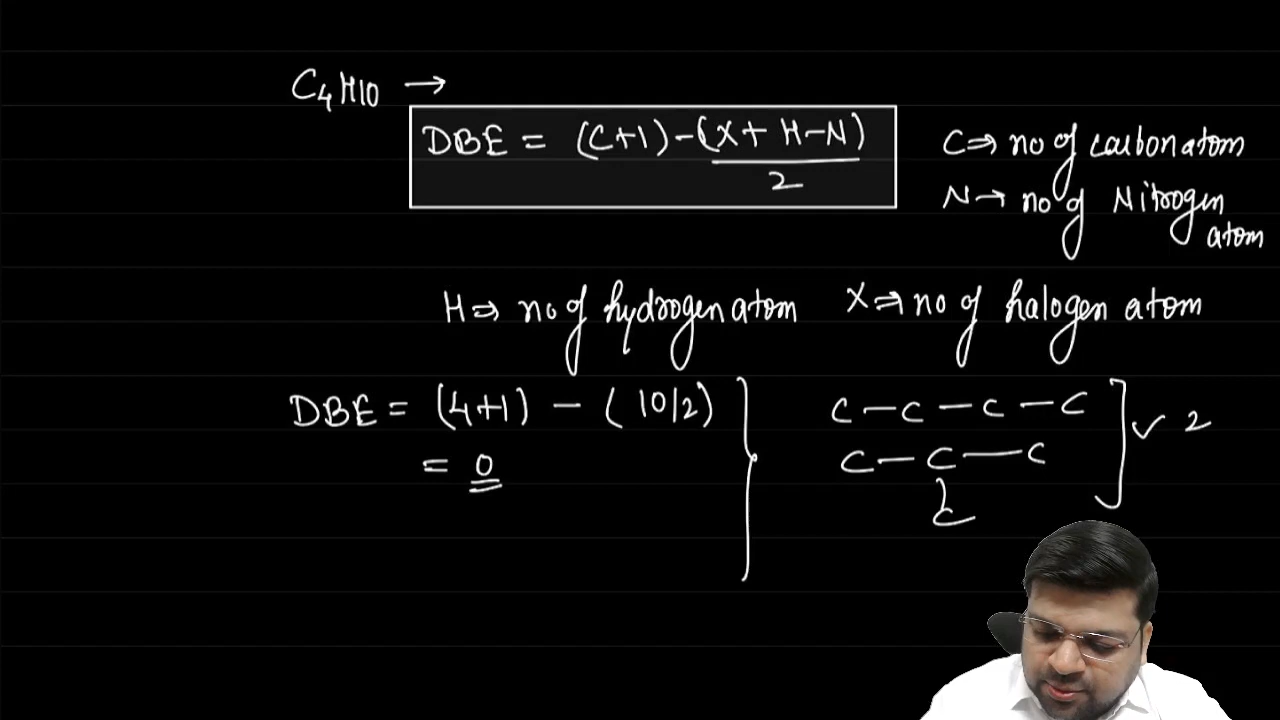 C4H10 →
DBE = (C+1)-(X+ H-N)
2
C⇒ no of carbon atom
N→ no of Nitrogen
atom
H⇒ no of hydrogen atom
X⇒ no of halogen atom
DBE = (4+1) - ( 10/2)
= 0
C-C-C-C
C-C-C
C
✓ 2